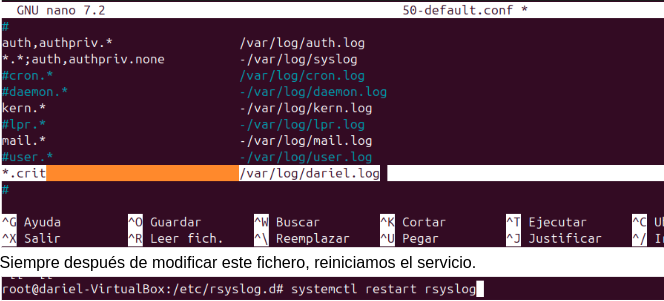 GNU nano 7.2 50-default.conf *
#
auth,authpriv.* /var/log/auth.log
*.*;auth,authpriv.none -/var/log/syslog
#cron.* /var/log/cron.log
#daemon.* -/var/log/daemon.log
kern.* -/var/log/kern.log
#lpr.* -/var/log/lpr.log
mail.* -/var/log/mail.log
#user.* -/var/log/user.log
*.crit /var/log/dariel.log
#
^G Ayuda ^O Guardar ^W Buscar ^K Cortar ^T Ejecutar ^C
^X Salir ^R Leer fich. ^\ Reemplazar ^U Pegar ^J Justificar ^/
Siempre después de modificar este fichero, reiniciamos el servicio.
root@dariel-VirtualBox:/etc/rsyslog.d# systemctl restart rsyslog